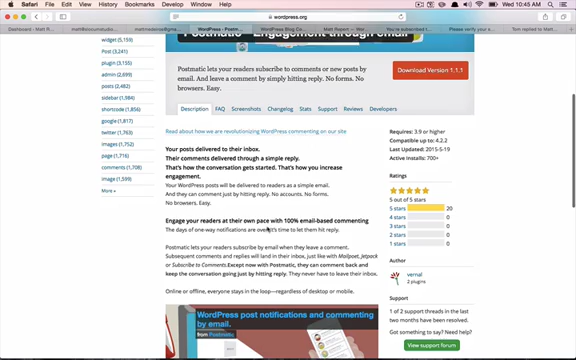 Safari File Edit View History Bookmarks Develop Window Help
Wed 10:45 AM
wordpress.org
widget (5,159)
Post (3,241)
plugin (3,135)
admin (2,699)
posts (2,482)
sidebar (1,984)
shortcode (1,856)
google (1,817)
twitter (1,763)
images (1,752)
page (1,716)
comments (1,708)
image (1,599)
More »
Postmatic lets your readers subscribe to comments or new posts by
email. And leave a comment by simply hitting reply. No forms. No
browsers. Easy.
Download Version 1.1.1
Description FAQ Screenshots Changelog Stats Support Reviews Developers
Read about how we are revolutionizing WordPress commenting on our site
Your posts delivered to their inbox.
Their comments delivered through a simple reply.
That's how the conversation gets started. That's how you increase
engagement.
Your WordPress posts will be delivered to readers as a simple email.
And they can comment just by hitting reply. No accounts. No forms.
No browsers. Easy.
Engage your readers at their own pace with 100% email-based commenting
The days of one-way notifications are over. It's time to let them hit reply.
Postmatic lets your readers subscribe by email when they leave a comment.
Subsequent comments and replies will land in their inbox, just like with Mailpoet, Jetpack
or Subscribe to Comments. Except now with Postmatic, they can comment back and
keep the conversation going just by hitting reply. They never have to leave their inbox.
Online or offline, everyone stays in the loop—regardless of desktop or mobile.
WordPress post notifications and commenting
by email.
from Postmatic
Requires: 3.9 or higher
Compatible up to: 4.2.2
Last Updated: 2015-5-19
Active Installs: 700+
Ratings
5 out of 5 stars
5 stars 20
4 stars 0
3 stars 0
2 stars 0
1 stars 0
Author
vernal
2 plugins
Support
1 of 2 support threads in the last
two months have been resolved.
Got something to say? Need help?
View support forum